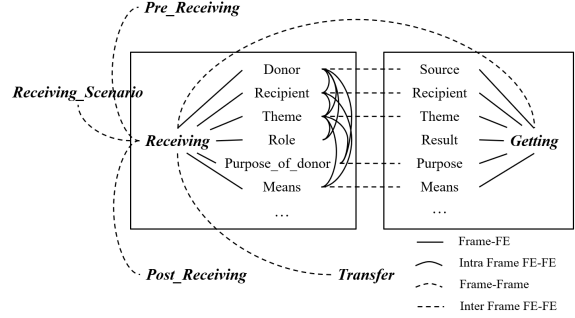 Pre_Receiving
Donor Source
Receiving_Scenario Recipient Recipient
Theme Theme
Receiving Role Result Getting
Purpose_of_donor Purpose
Means Means
... ...
Frame-FE
Intra Frame FE-FE
Post_Receiving Transfer Frame-Frame
Inter Frame FE-FE